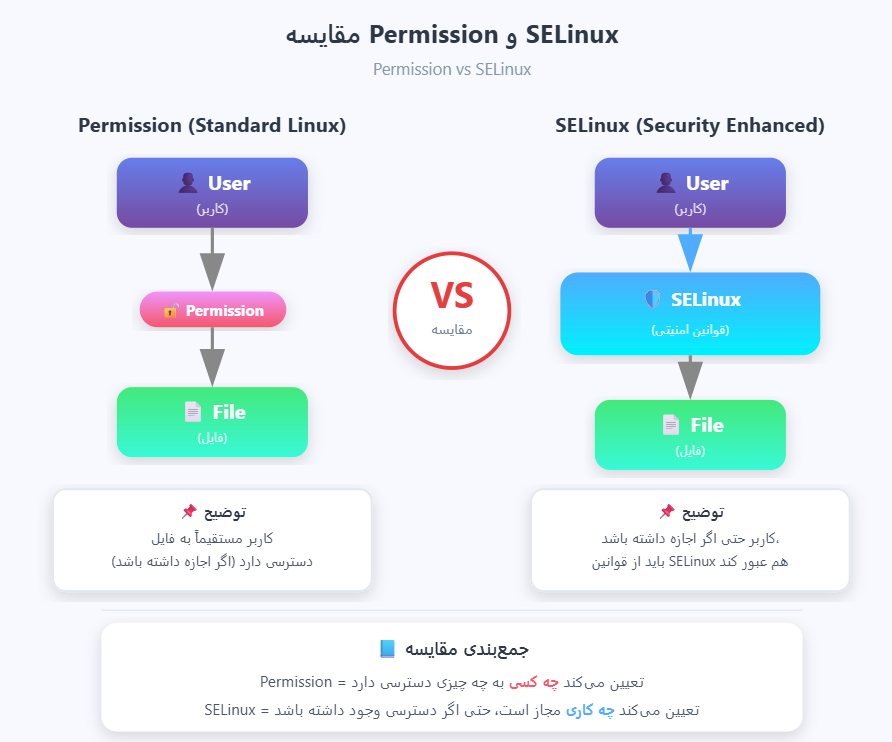 مقایسه Permission و SELinux
Permission vs SELinux
Permission (Standard Linux)
User
(کاربر)
Permission
File
(فایل)
توضیح
کاربر مستقیماً به فایل
دسترسی دارد (اگر اجازه داشته باشد)
VS
مقایسه
SELinux (Security Enhanced)
User
(کاربر)
SELinux
(قوانین امنیتی)
File
(فایل)
توضیح
کاربر حتی اگر اجازه داشته باشد،
باید از قوانین SELinux هم عبور کند
جمع‌بندی مقایسه
Permission = تعیین می‌کند چه کسی به چه چیزی دسترسی دارد
SELinux = تعیین می‌کند چه کاری مجاز است، حتی اگر دسترسی وجود داشته باشد